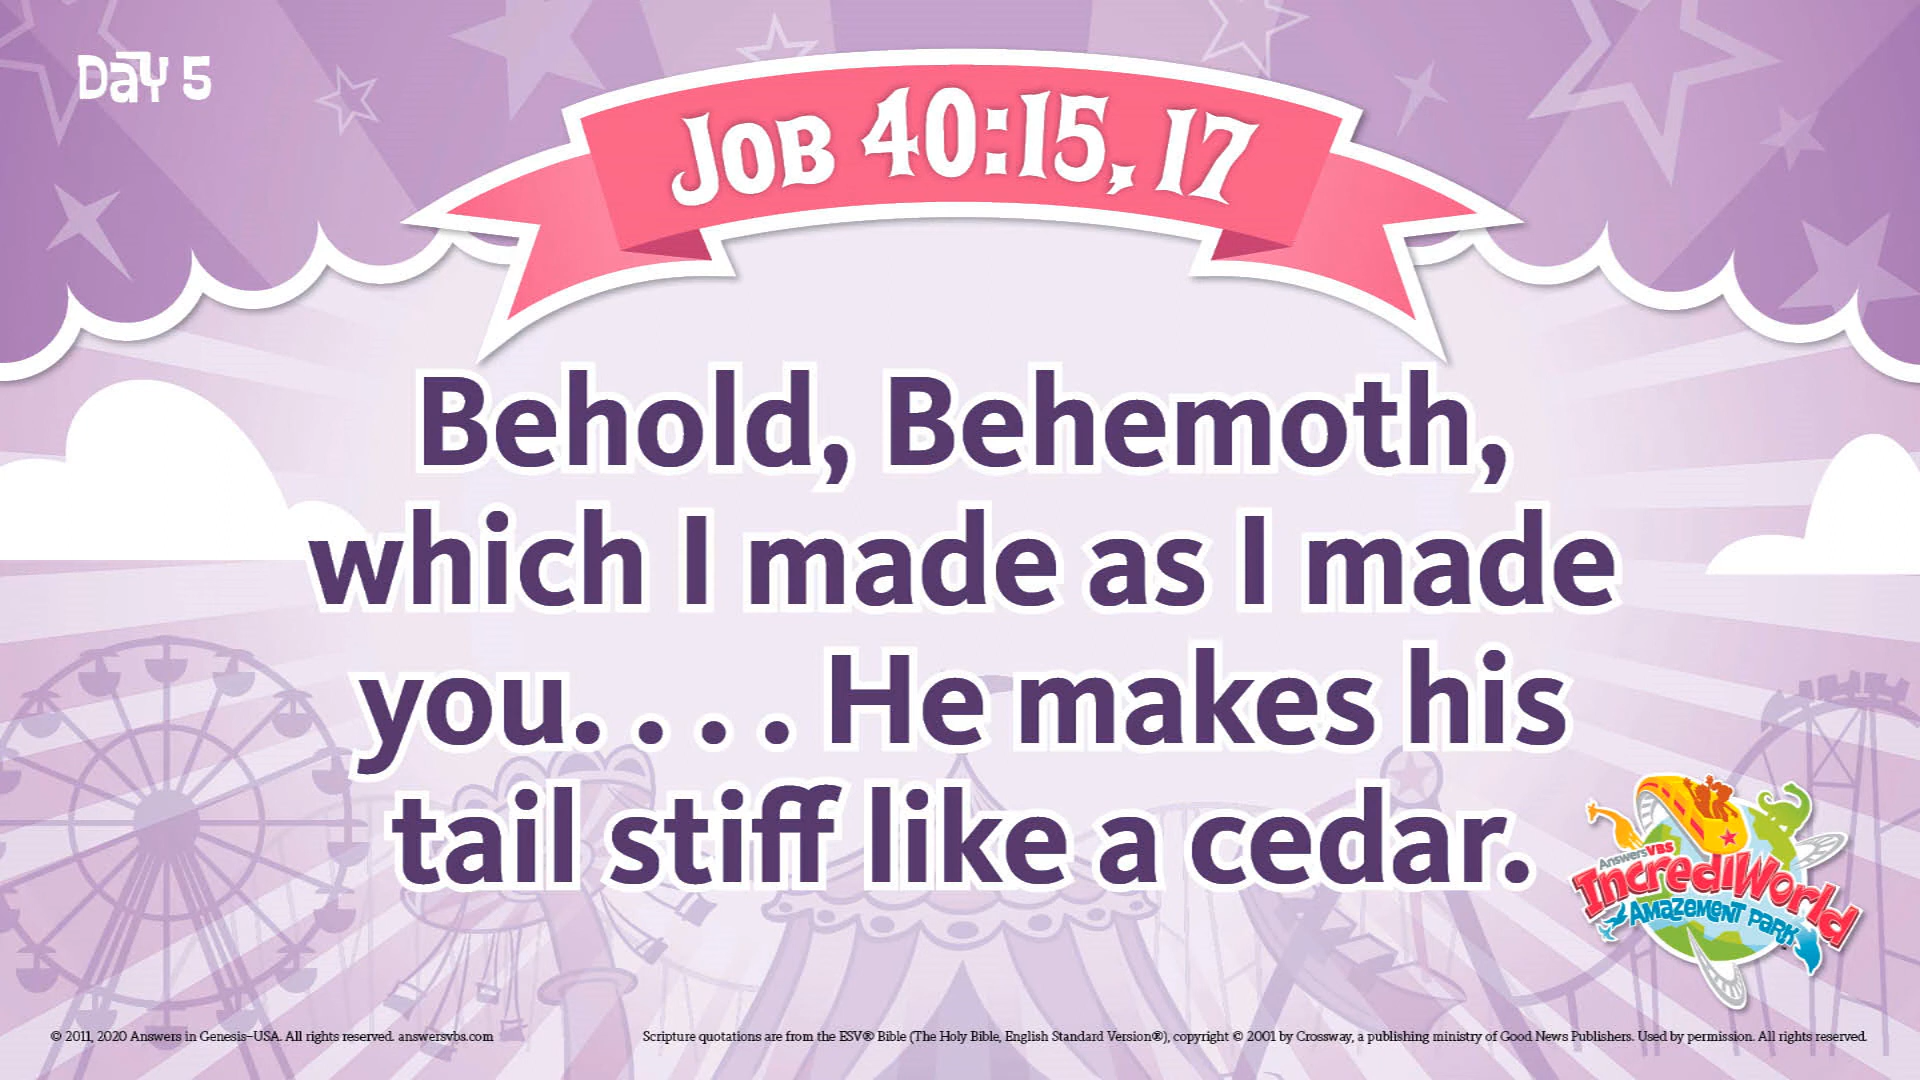 Day 5
Job 40:15, 17
Behold, Behemoth,
which I made as I made
you. . . . He makes his
tail stiff like a cedar.
AnswersVBS
IncrediWorld
Amazement Park
© 2011, 2020 Answers in Genesis–USA. All rights reserved. answersvbs.com
Scripture quotations are from the ESV® Bible (The Holy Bible, English Standard Version®), copyright © 2001 by Crossway, a publishing ministry of Good News Publishers. Used by permission. All rights reserved.